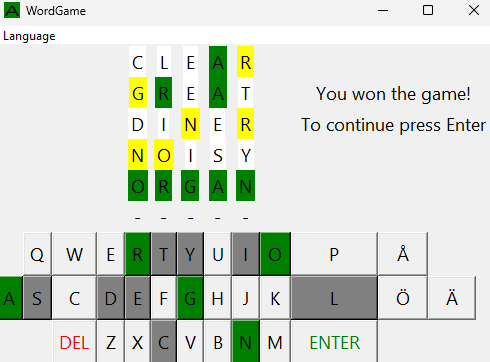 WordGame
Language
C L E A R
G R E A T
D I N E R
N O I S Y
O R G A N
- - - - -
You won the game!
To continue press Enter
Q W E R T Y U I O P Å
A S C D E F G H J K L Ö Ä
DEL Z X C V B N M ENTER